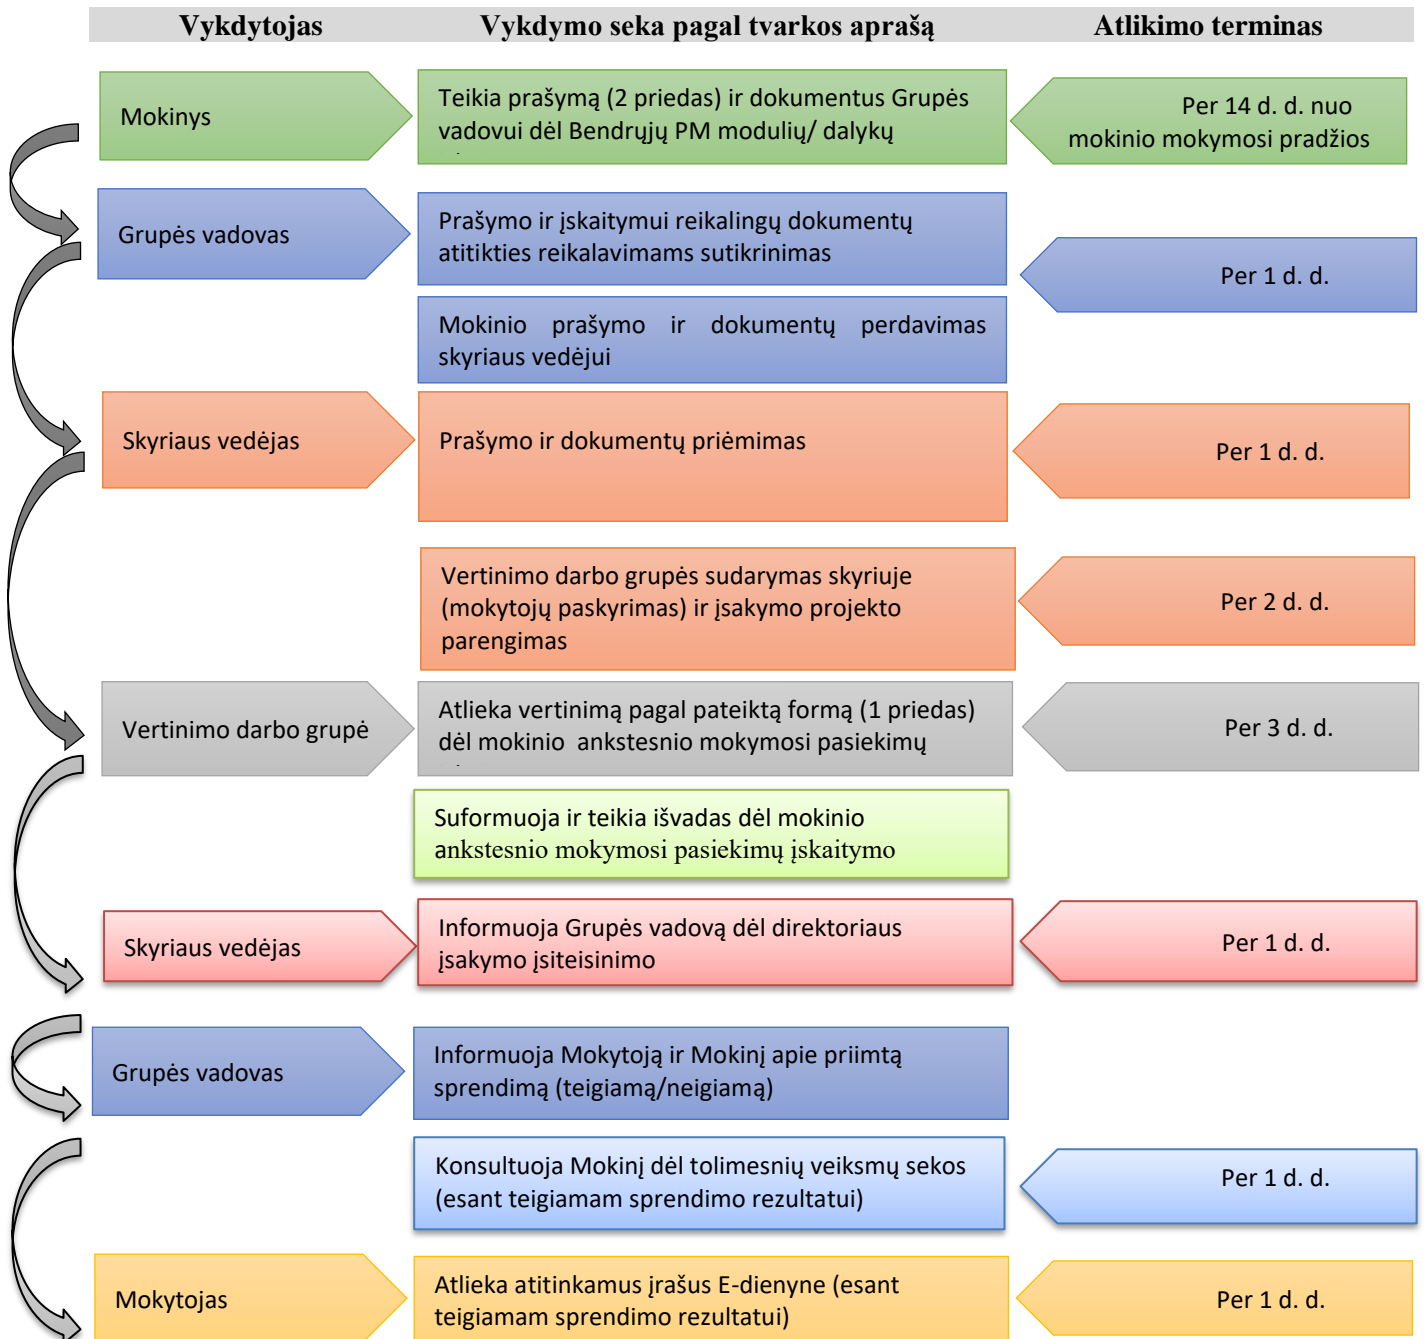 Vykdytojas Vykdymo seka pagal tvarkos aprašą Atlikimo terminas
Mokinys
Teikia prašymą (2 priedas) ir dokumentus Grupės
vadovui dėl Bendrųjų PM modulių/ dalykų
Per 14 d. d. nuo
mokinio mokymosi pradžios
Grupės vadovas
Prašymo ir įskaitymui reikalingų dokumentų
atitikties reikalavimams sutikrinimas
Per 1 d. d.
Mokinio prašymo ir dokumentų perdavimas
skyriaus vedėjui
Skyriaus vedėjas
Prašymo ir dokumentų priėmimas
Per 1 d. d.
Vertinimo darbo grupės sudarymas skyriuje
(mokytojų paskyrimas) ir įsakymo projekto
parengimas
Per 2 d. d.
Vertinimo darbo grupė
Atlieka vertinimą pagal pateiktą formą (1 priedas)
dėl mokinio ankstesnio mokymosi pasiekimų
Per 3 d. d.
Suformuoja ir teikia išvadas dėl mokinio
ankstesnio mokymosi pasiekimų įskaitymo
Skyriaus vedėjas
Informuoja Grupės vadovą dėl direktoriaus
įsakymo įsiteisinimo
Per 1 d. d.
Grupės vadovas
Informuoja Mokytoją ir Mokinį apie priimtą
sprendimą (teigiamą/neigiamą)
Konsultuoja Mokinį dėl tolimesnių veiksmų sekos
(esant teigiamam sprendimo rezultatui)
Per 1 d. d.
Mokytojas
Atlieka atitinkamus įrašus E-dienyne (esant
teigiamam sprendimo rezultatui)
Per 1 d. d.